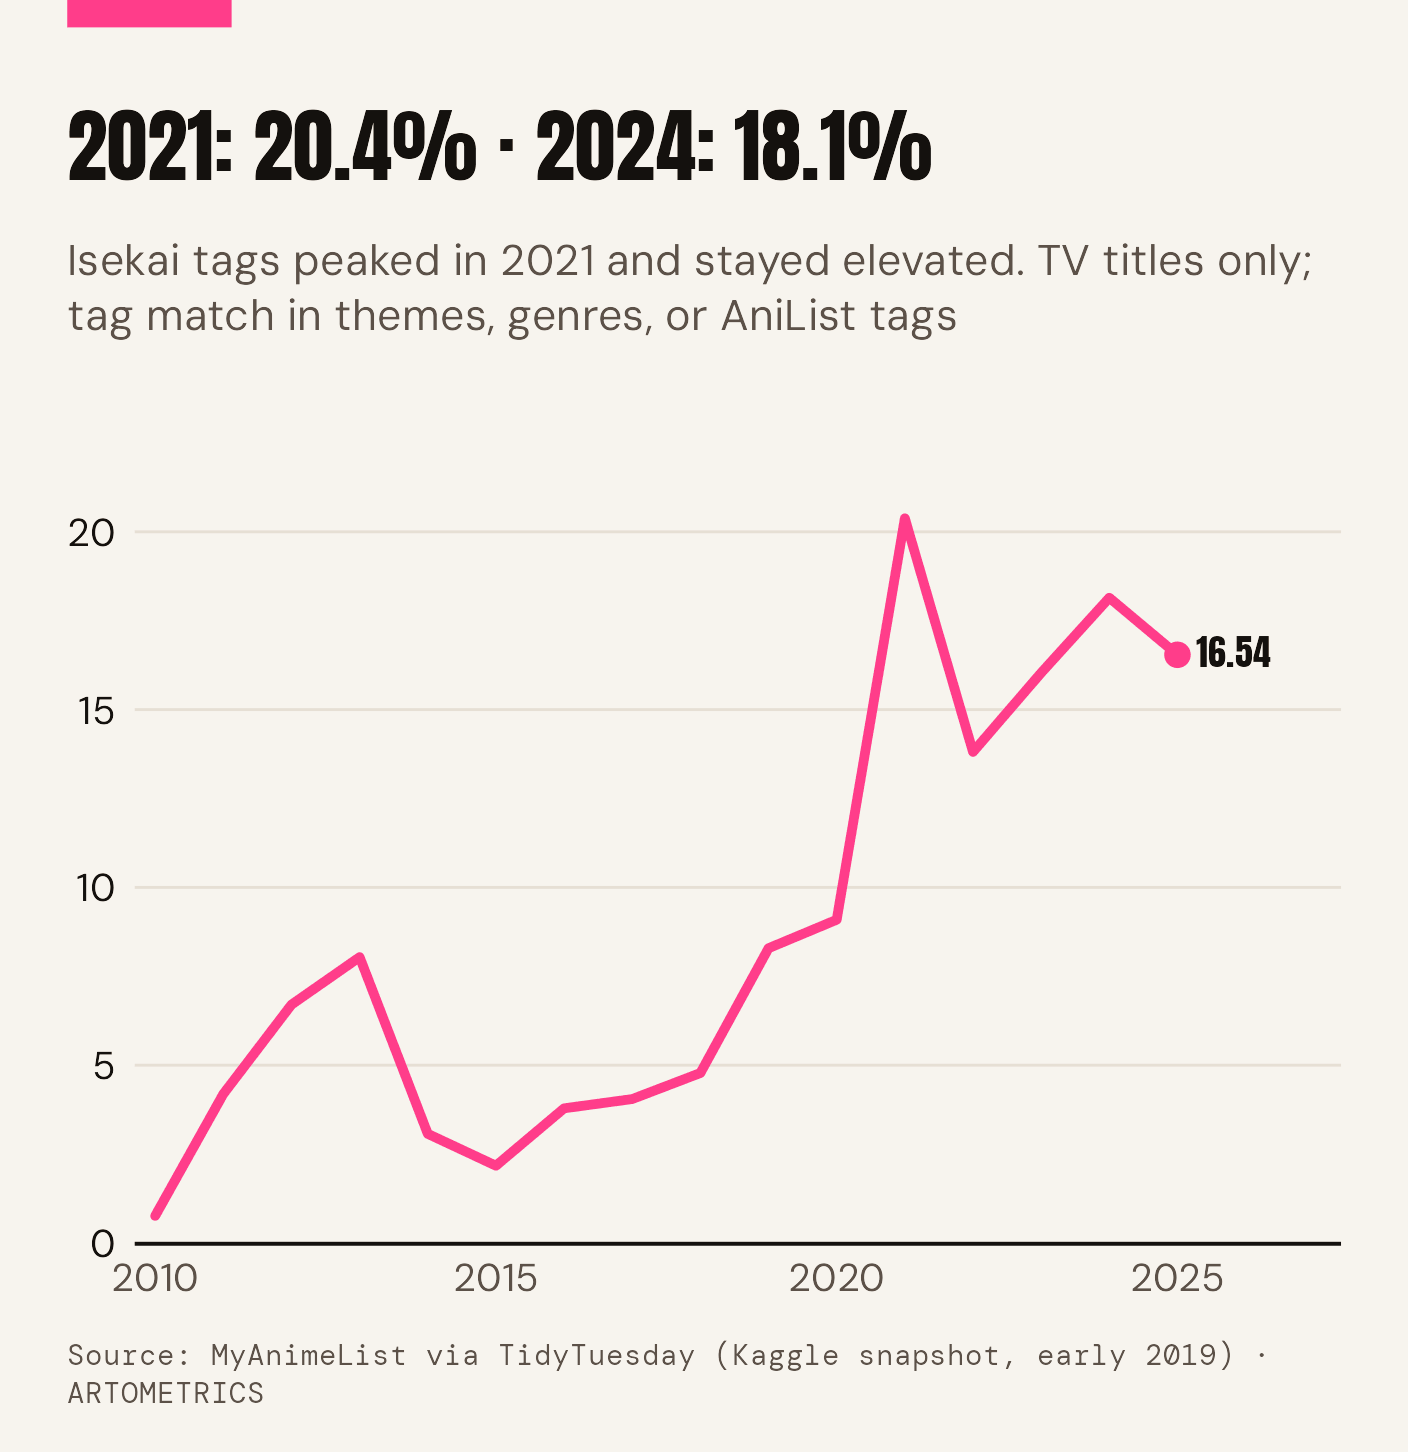 2021: 20.4% · 2024: 18.1%
Isekai tags peaked in 2021 and stayed elevated. TV titles only;
tag match in themes, genres, or AniList tags
20
15
10
5
0
16.54
2010 2015 2020 2025
Source: MyAnimeList via TidyTuesday (Kaggle snapshot, early 2019) ·
ARTOMETRICS